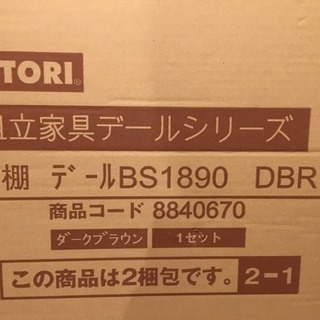 TORI®
立家具デールシリーズ
棚 ﾃﾞｰﾙBS1890 DBR
商品コード 8840670
ダークブラウン 1セット
この商品は2梱包です。 2-1